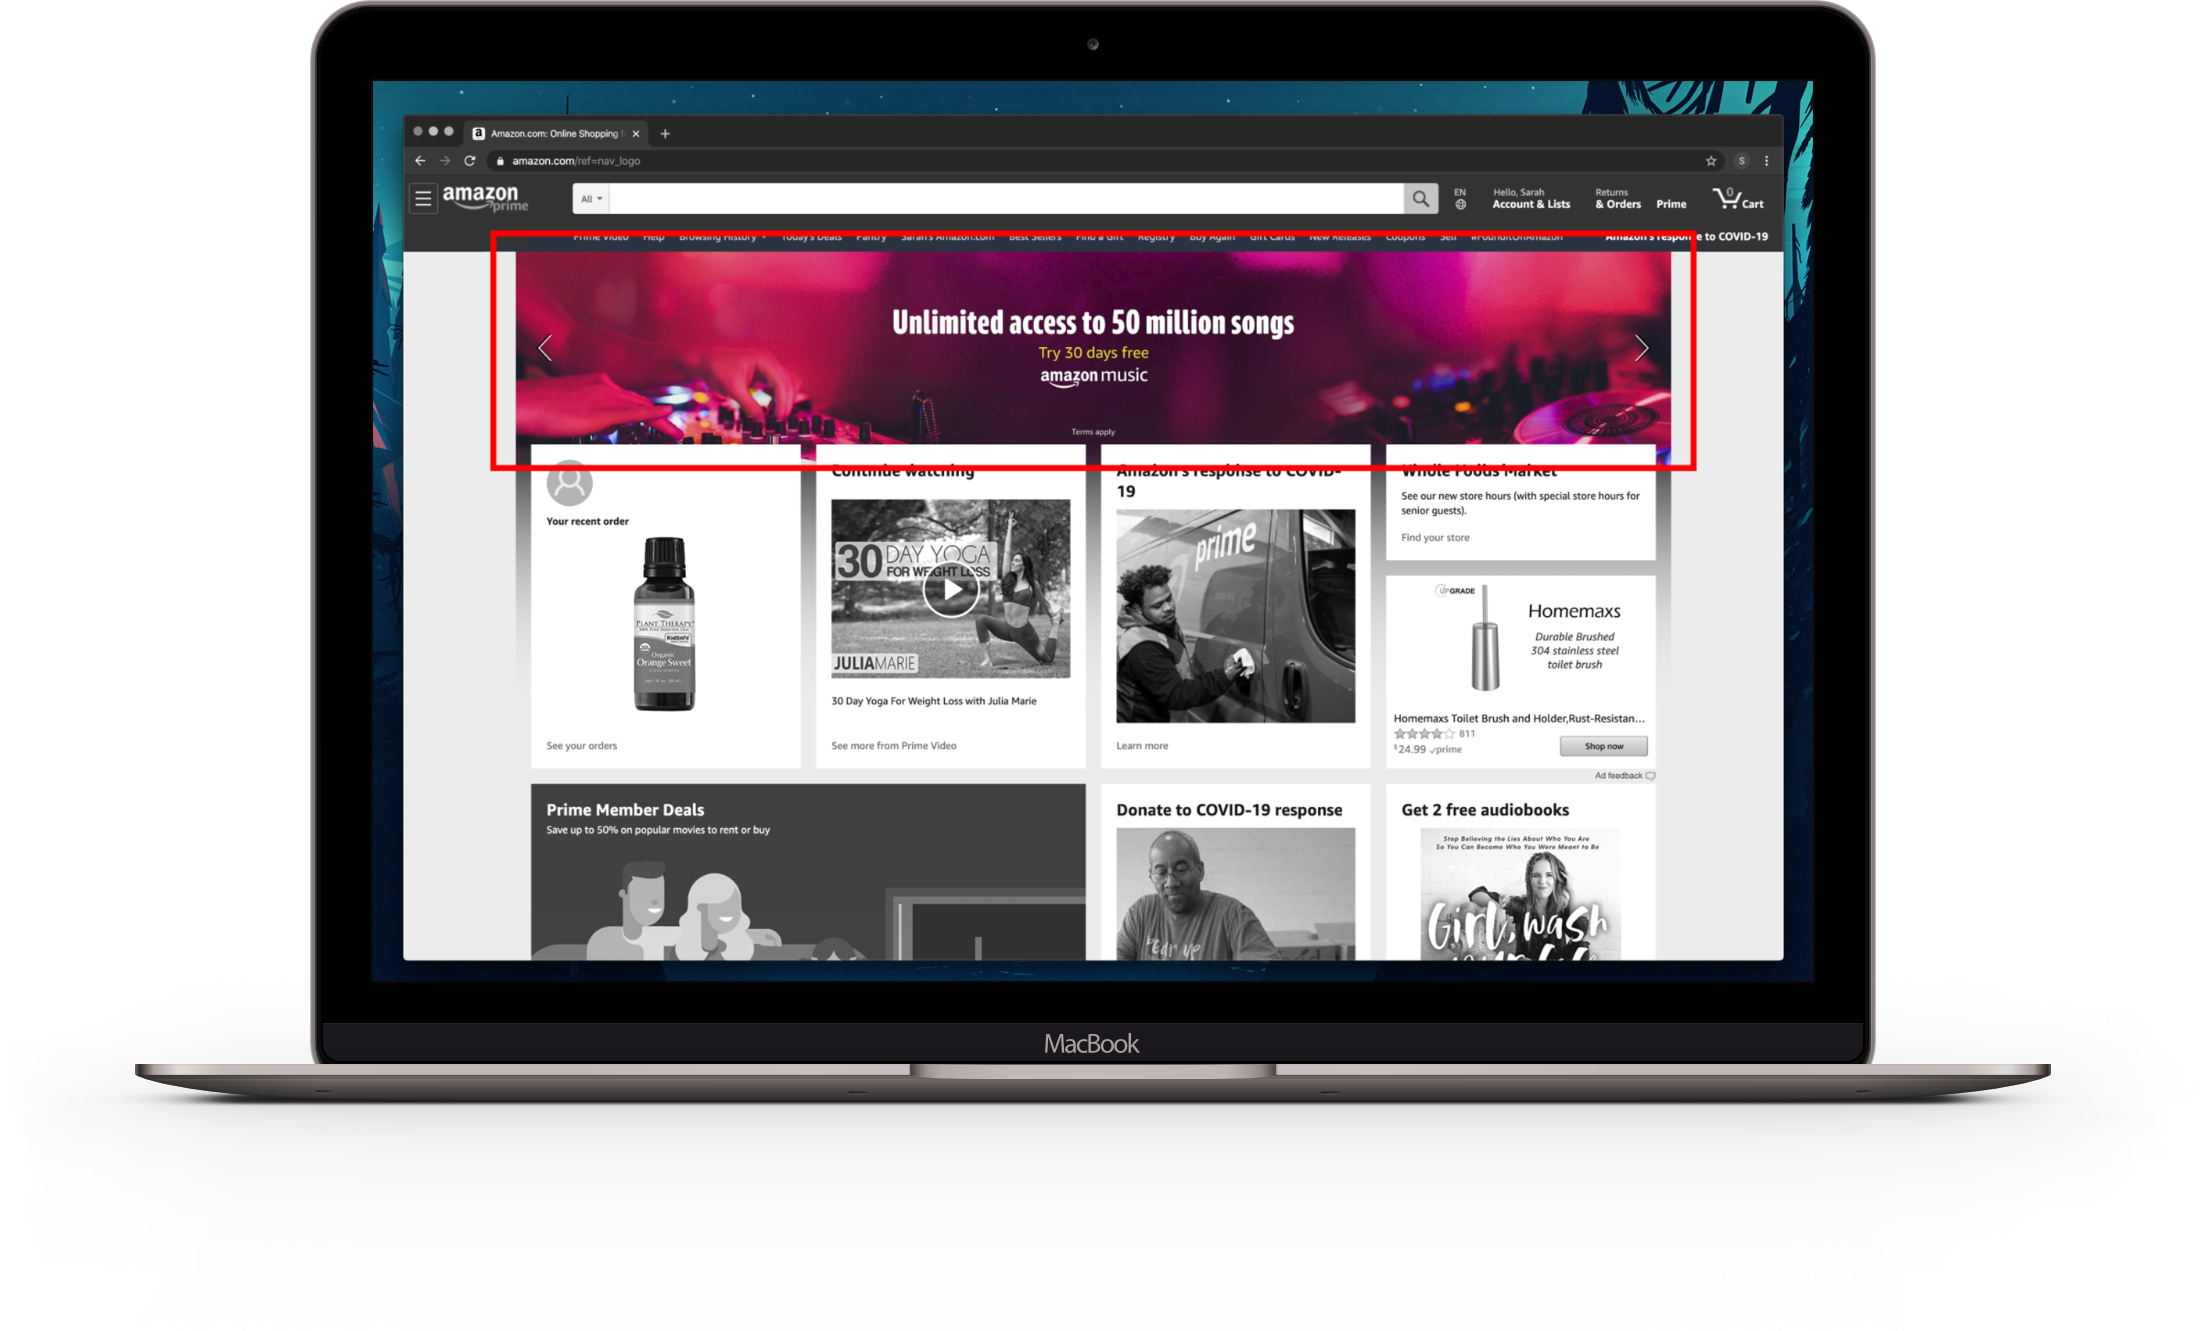 Amazon.com: Online Shopping f
amazon.com/ref=nav_logo
S
amazon
prime
All
EN
Hello, Sarah
Account & Lists
Returns
& Orders
Prime
0
Cart
Prime Video Help Browsing History Today's Deals Pantry Sarah's Amazon.com Best Sellers Find a Gift Registry Buy Again Gift Cards New Releases Coupons Sell #FoundItOnAmazon Amazon's response to COVID-19
Unlimited access to 50 million songs
Try 30 days free
amazon music
Terms apply
Your recent order
PLANT THERAPY
KidSafe
Organic
Orange Sweet
See your orders
Continue watching
30 DAY YOGA
FOR WEIGHT LOSS
JULIAMARIE
30 Day Yoga For Weight Loss with Julia Marie
See more from Prime Video
Amazon's response to COVID-
19
prime
Learn more
Whole Foods Market
See our new store hours (with special store hours for
senior guests).
Find your store
UPGRADE
Homemaxs
Durable Brushed
304 stainless steel
toilet brush
Homemaxs Toilet Brush and Holder,Rust-Resistan...
811
$24.99 prime
Shop now
Ad feedback
Prime Member Deals
Save up to 50% on popular movies to rent or buy
Donate to COVID-19 response
Get 2 free audiobooks
Stop Believing the Lies About Who You Are
So You Can Become Who You Were Meant to Be
Girl, wash
MacBook